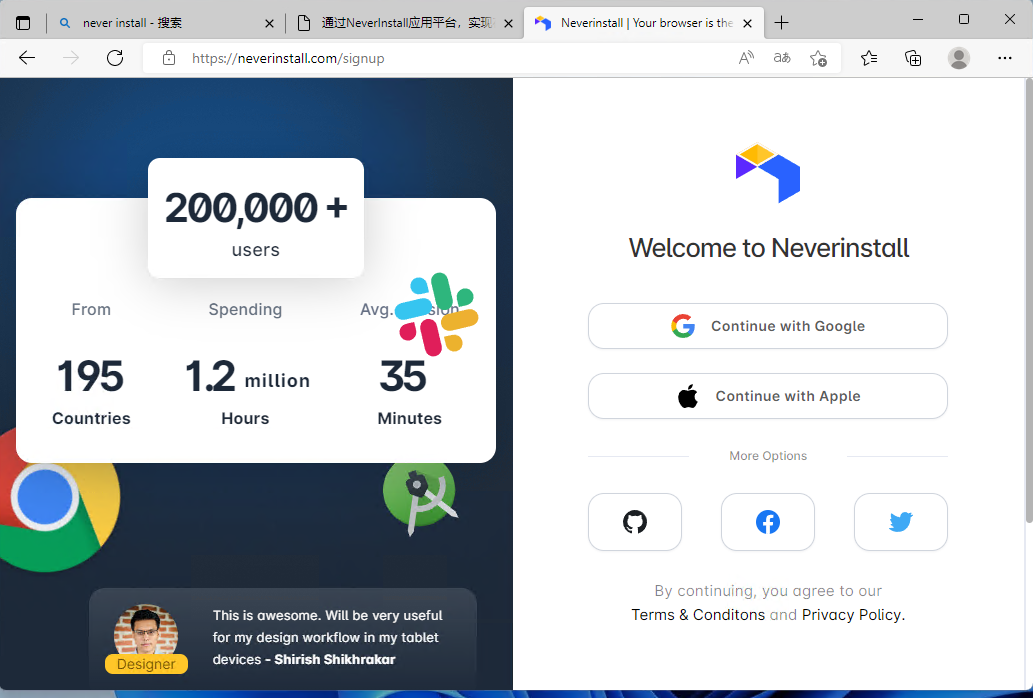 never install - 搜索
通过NeverInstall应用平台，实现
Neverinstall | Your browser is the
https://neverinstall.com/signup
200,000 +
users
From
Spending
Avg.
195
1.2 million
35
Countries
Hours
Minutes
This is awesome. Will be very useful
for my design workflow in my tablet
devices - Shirish Shikhrakar
Designer
Welcome to Neverinstall
Continue with Google
Continue with Apple
More Options
By continuing, you agree to our
Terms & Conditons and Privacy Policy.